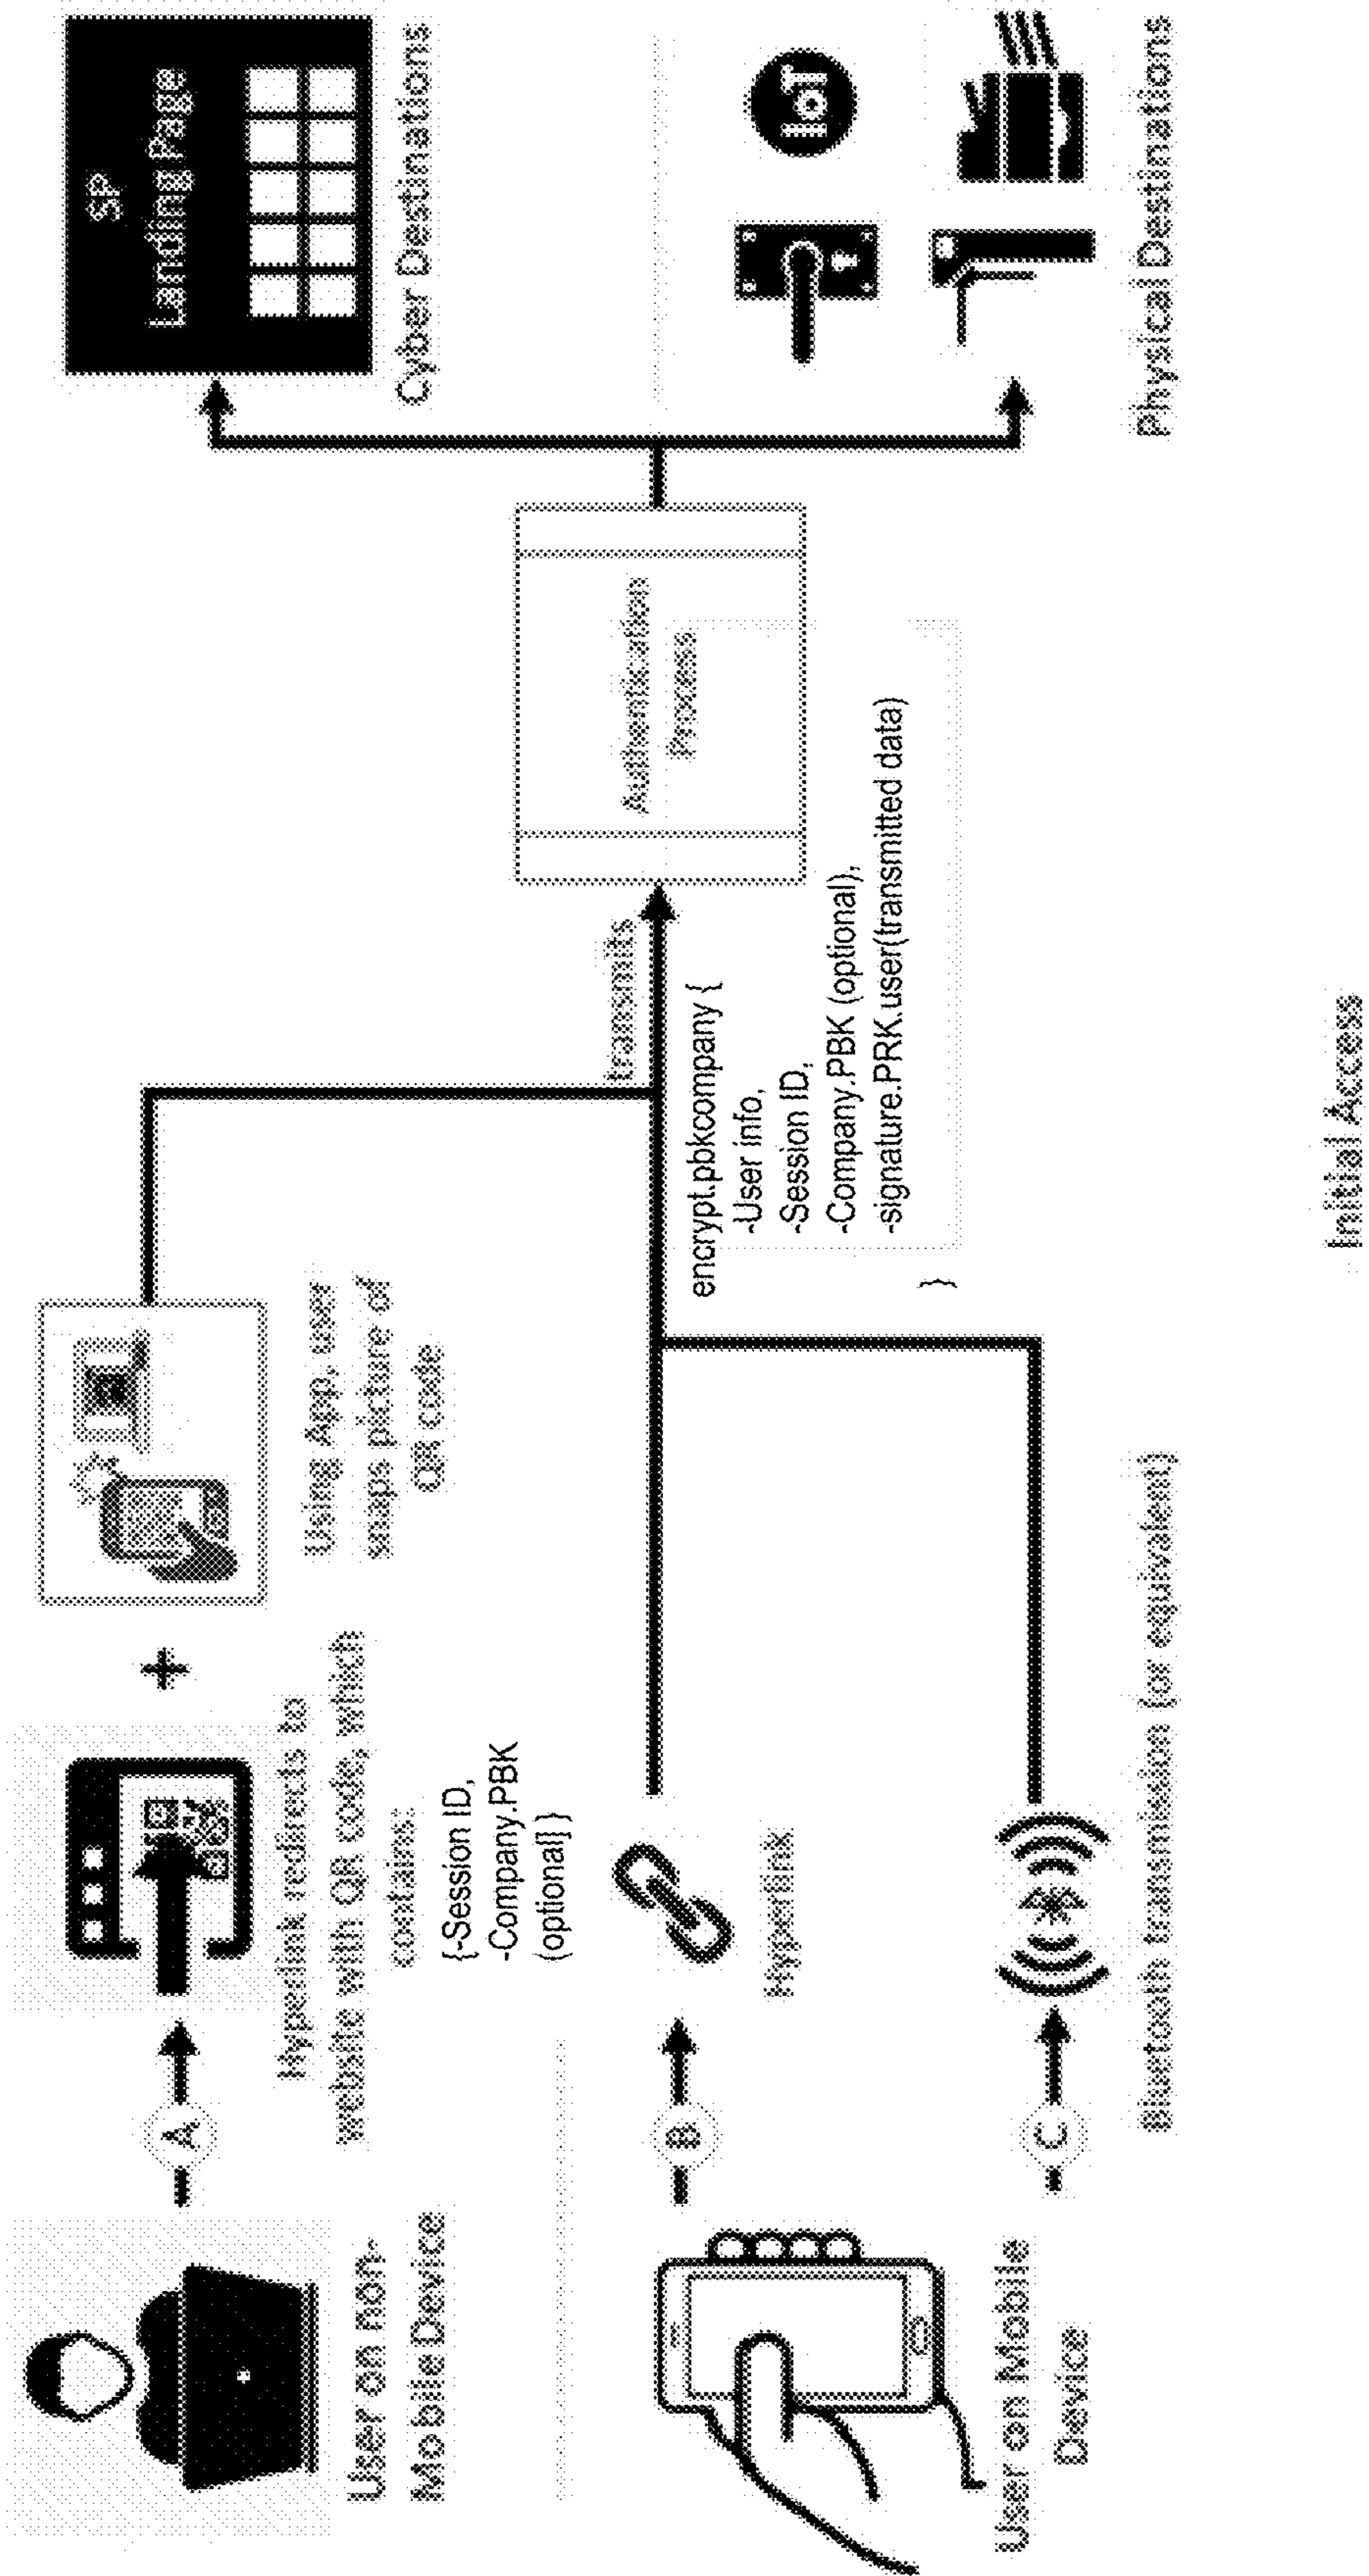 User on non-
Mobile Device
A
Hyperlink redirects to
website with QR code, which
contains:
{-Session ID,
-Company.PBK
(optional] }
+
Using App, user
snaps picture of
QR code
User on Mobile
Device
B
Hyperlink
C
Bluetooth transmission (or equivalent)
transmits
encrypt.pbkcompany {
-User info,
-Session ID,
-Company.PBK (optional),
-signature.PRK.user(transmitted data)
}
Authentication
Process
SP
Landing Page
Cyber Destinations
IoT
Physical Destinations
Initial Access